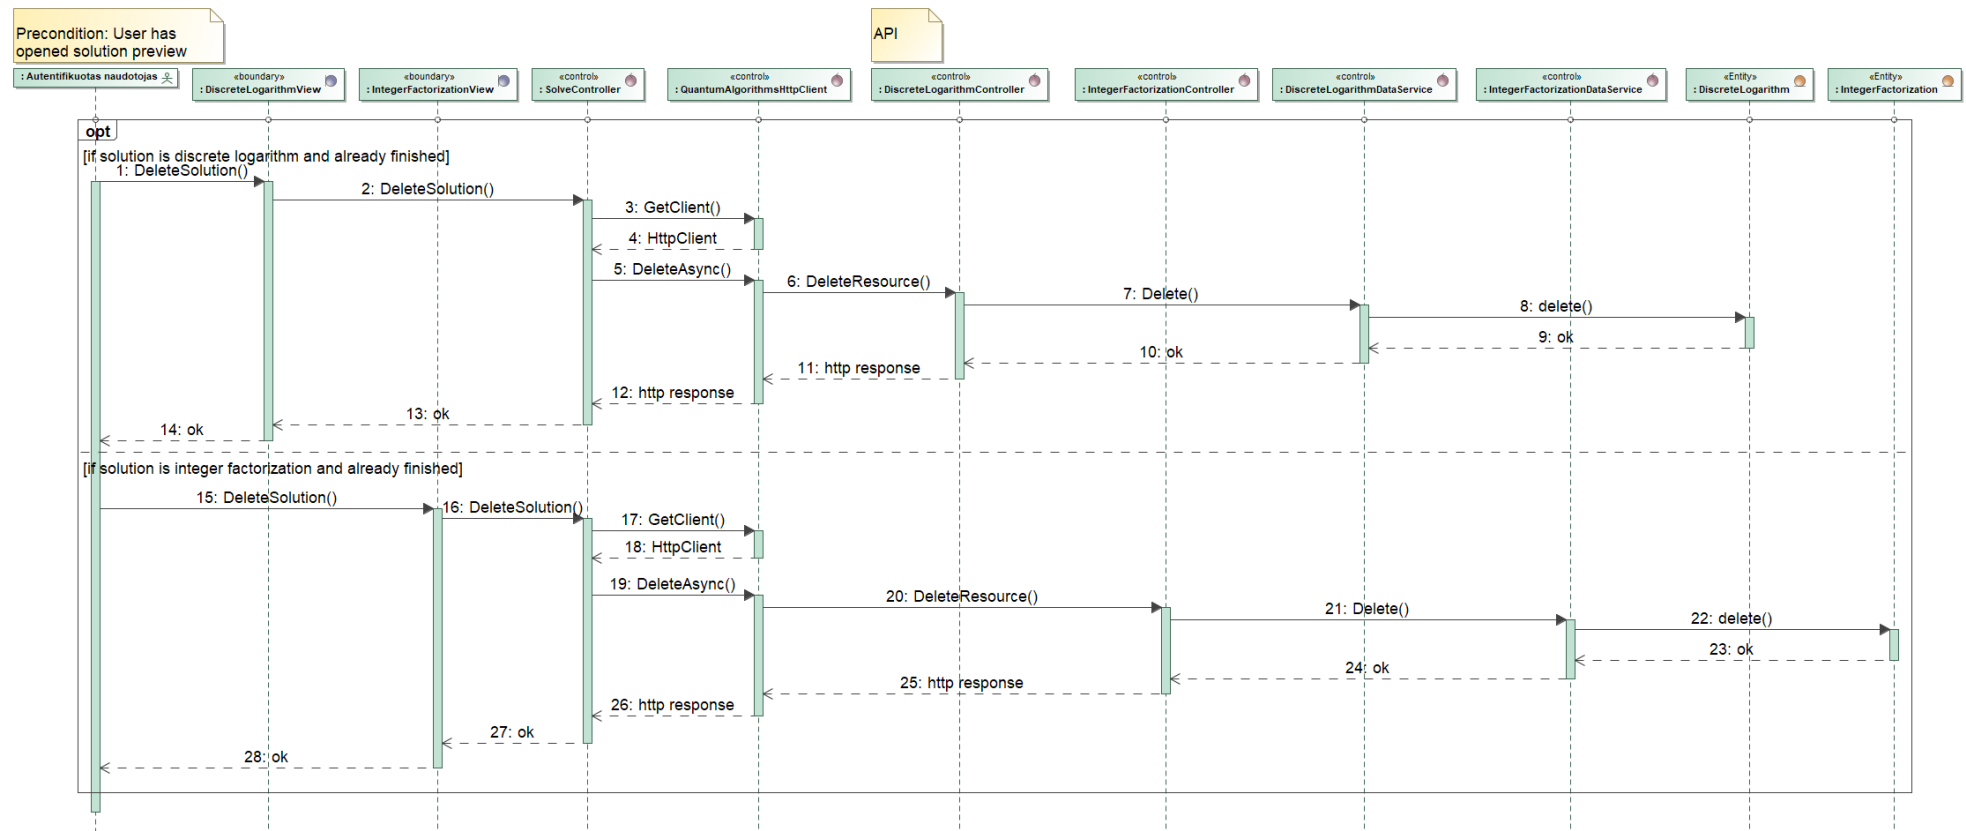 Precondition: User has
opened solution preview
API
: Autentifikuotas naudotojas
«boundary»
: DiscreteLogarithmView
«boundary»
: IntegerFactorizationView
«control»
: SolveController
«control»
: QuantumAlgorithmsHttpClient
«control»
: DiscreteLogarithmController
«control»
: IntegerFactorizationController
«control»
: DiscreteLogarithmDataService
«control»
: IntegerFactorizationDataService
«Entity»
: DiscreteLogarithm
«Entity»
: IntegerFactorization
opt
[if solution is discrete logarithm and already finished]
1: DeleteSolution()
2: DeleteSolution()
3: GetClient()
4: HttpClient
5: DeleteAsync()
6: DeleteResource()
7: Delete()
8: delete()
9: ok
10: ok
11: http response
12: http response
13: ok
14: ok
[if solution is integer factorization and already finished]
15: DeleteSolution()
16: DeleteSolution()
17: GetClient()
18: HttpClient
19: DeleteAsync()
20: DeleteResource()
21: Delete()
22: delete()
23: ok
24: ok
25: http response
26: http response
27: ok
28: ok